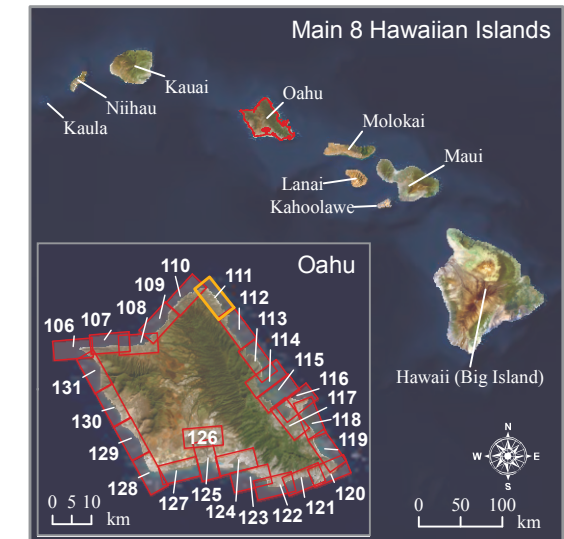 Main 8 Hawaiian Islands
Kauai
Niihau
Kaula
Oahu
Molokai
Maui
Lanai
Kahoolawe
Hawaii (Big Island)
Oahu
106
107
108
109
110
111
112
113
114
115
116
117
118
119
120
121
122
123
124
125
126
127
128
129
130
131
0 5 10
km
N
W E
S
0 50 100
km